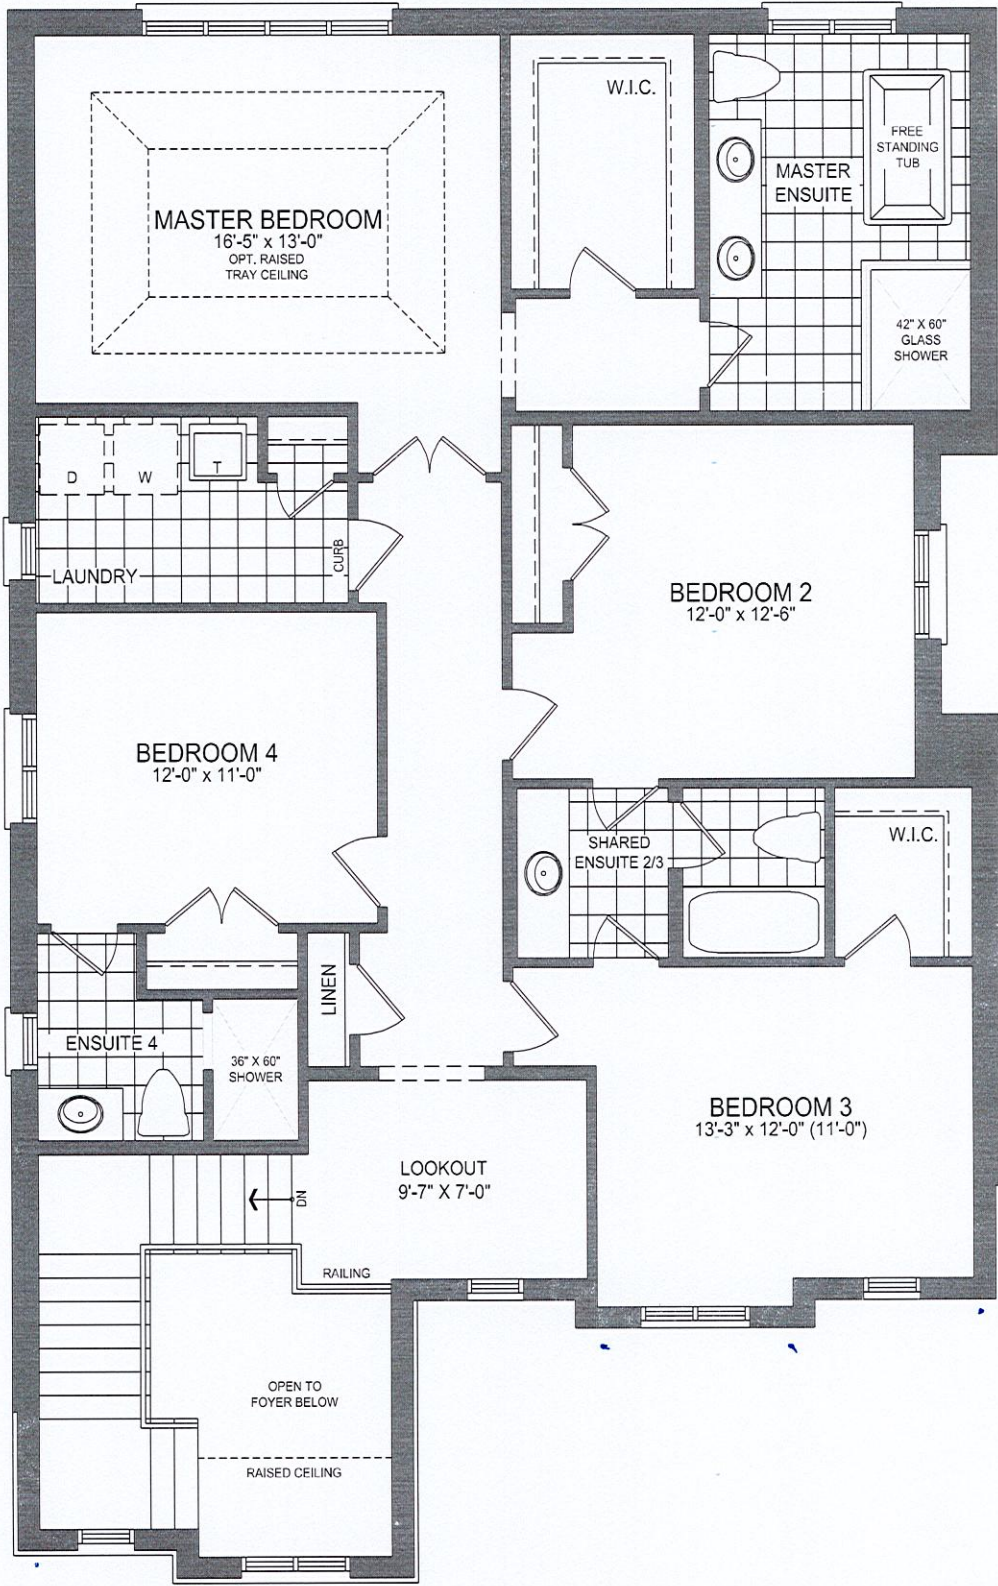 W.I.C.
FREE
STANDING
TUB
MASTER
ENSUITE
MASTER BEDROOM
16'-5" x 13'-0"
OPT. RAISED
TRAY CEILING
42" X 60"
GLASS
SHOWER
D
W
T
CURB
LAUNDRY
BEDROOM 2
12'-0" x 12'-6"
BEDROOM 4
12'-0" x 11'-0"
SHARED
ENSUITE 2/3
W.I.C.
LINEN
ENSUITE 4
36" X 60"
SHOWER
BEDROOM 3
13'-3" x 12'-0" (11'-0")
LOOKOUT
9'-7" X 7'-0"
DN
RAILING
OPEN TO
FOYER BELOW
RAISED CEILING